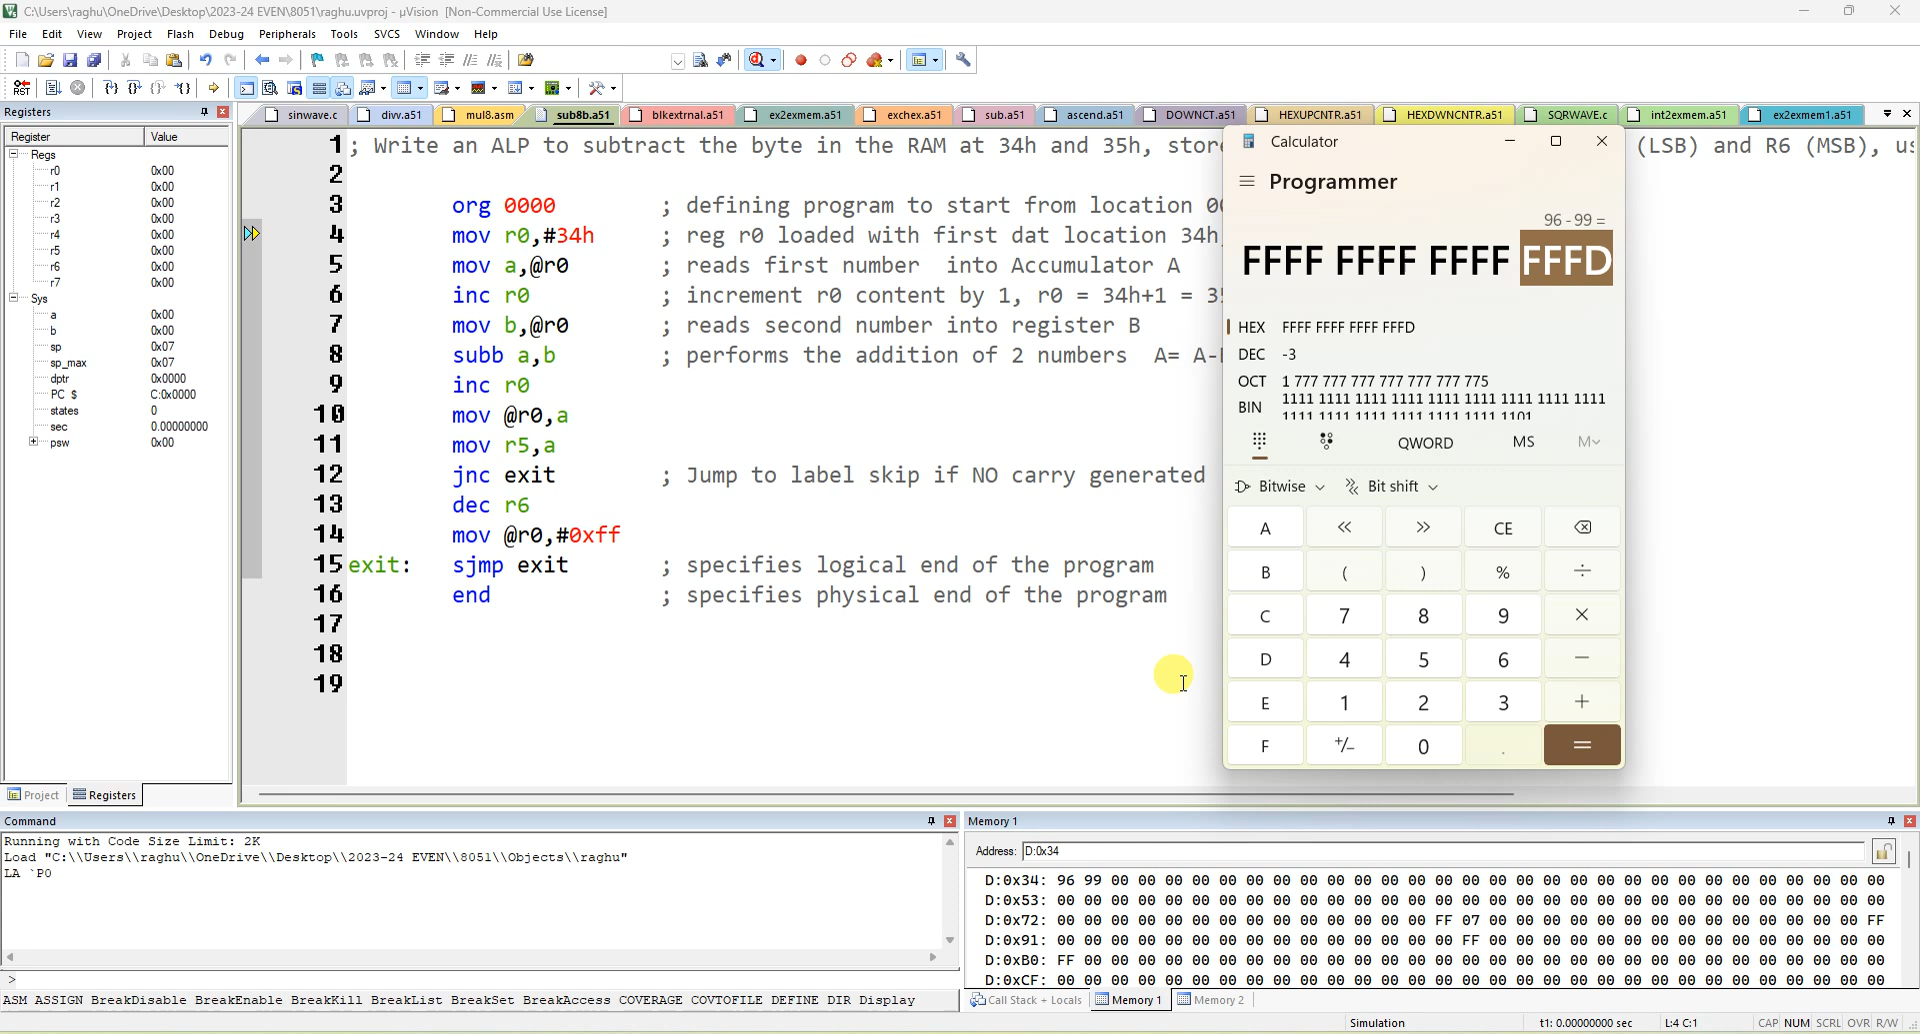 C:\Users\raghu\OneDrive\Desktop\2023-24 EVEN\8051\raghu.uvproj - µVision [Non-Commercial Use License]
File Edit View Project Flash Debug Peripherals Tools SVCS Window Help
Registers
sinwave.c divv.a51 mul8.asm sub8b.a51 blkextrnal.a51 ex2exmem.a51 exchex.a51 sub.a51 ascend.a51 DOWNCT.a51 HEXUPCNTR.a51 HEXDWNCNTR.a51 SQRWAVE.c int2exmem.a51 ex2exmem1.a51
Register Value
Regs
r0 0x00
r1 0x00
r2 0x00
r3 0x00
r4 0x00
r5 0x00
r6 0x00
r7 0x00
Sys
a 0x00
b 0x00
sp 0x07
sp_max 0x07
dptr 0x0000
PC $ C:0x0000
states 0
sec 0.00000000
psw 0x00
Project Registers
1 ; Write an ALP to subtract the byte in the RAM at 34h and 35h, (LSB) and R6 (MSB),
2
3 org 0000 ; defining program to start from location
4 mov r0,#34h ; reg r0 loaded with first dat location 34h
5 mov a,@r0 ; reads first number into Accumulator A
6 inc r0 ; increment r0 content by 1, r0 = 34h+1 =
7 mov b,@r0 ; reads second number into register B
8 subb a,b ; performs the addition of 2 numbers A= A-
9 inc r0
10 mov @r0,a
11 mov r5,a
12 jnc exit ; Jump to label skip if NO carry generated
13 dec r6
14 mov @r0,#0xff
15 exit: sjmp exit ; specifies logical end of the program
16 end ; specifies physical end of the program
17
18
19
Calculator
Programmer
96 - 99 =
FFFF FFFF FFFF FFFD
HEX FFFF FFFF FFFF FFFD
DEC -3
OCT 1 777 777 777 777 777 777 775
BIN 1111 1111 1111 1111 1111 1111 1111 1111 1111
1111 1111 1111 1111 1111 1111 1101
QWORD MS M
Bitwise Bit shift
A << >> CE
B ( ) % ÷
C 7 8 9 ×
D 4 5 6 −
E 1 2 3 +
F +/− 0 . =
Command
Running with Code Size Limit: 2K
Load "C:\\Users\\raghu\\OneDrive\\Desktop\\2023-24 EVEN\\8051\\Objects\\raghu"
LA `P0
>
ASM ASSIGN BreakDisable BreakEnable BreakKill BreakList BreakSet BreakAccess COVERAGE COVTOFILE DEFINE DIR Display
Memory 1
Address: D:0x34
D:0x34: 96 99 00 00 00 00 00 00 00 00 00 00 00 00 00 00 00 00 00 00 00 00 00 00 00 00 00 00 00 00 00
D:0x53: 00 00 00 00 00 00 00 00 00 00 00 00 00 00 00 00 00 00 00 00 00 00 00 00 00 00 00 00 00 00 00
D:0x72: 00 00 00 00 00 00 00 00 00 00 00 00 00 00 FF 07 00 00 00 00 00 00 00 00 00 00 00 00 00 00 FF
D:0x91: 00 00 00 00 00 00 00 00 00 00 00 00 00 00 00 FF 00 00 00 00 00 00 00 00 00 00 00 00 00 00 00
D:0xB0: FF 00 00 00 00 00 00 00 00 00 00 00 00 00 00 00 00 00 00 00 00 00 00 00 00 00 00 00 00 00 00
D:0xCF: 00 00 00 00 00 00 00 00 00 00 00 00 00 00 00 00 00 00 00 00 00 00 00 00 00 00 00 00 00 00 00
Call Stack + Locals Memory 1 Memory 2
Simulation t1: 0.00000000 sec L:4 C:1 CAP NUM SCRL OVR R/W